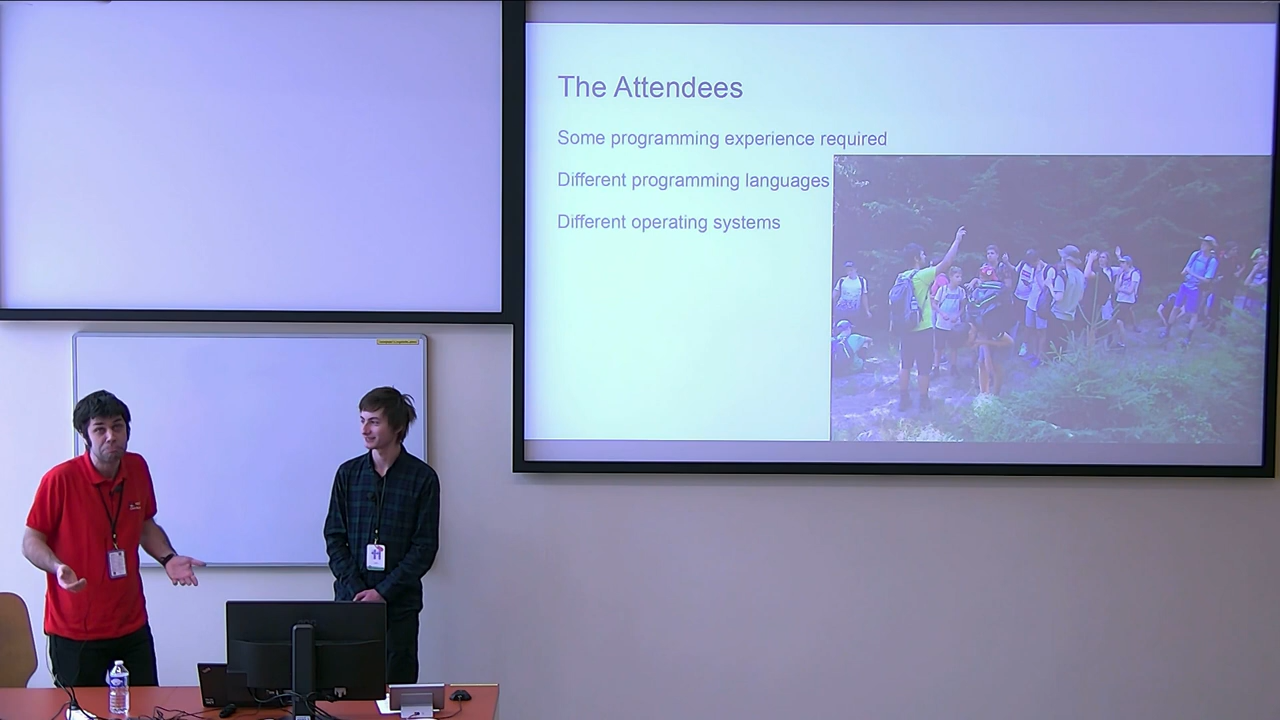 The Attendees
Some programming experience required
Different programming languages
Different operating systems